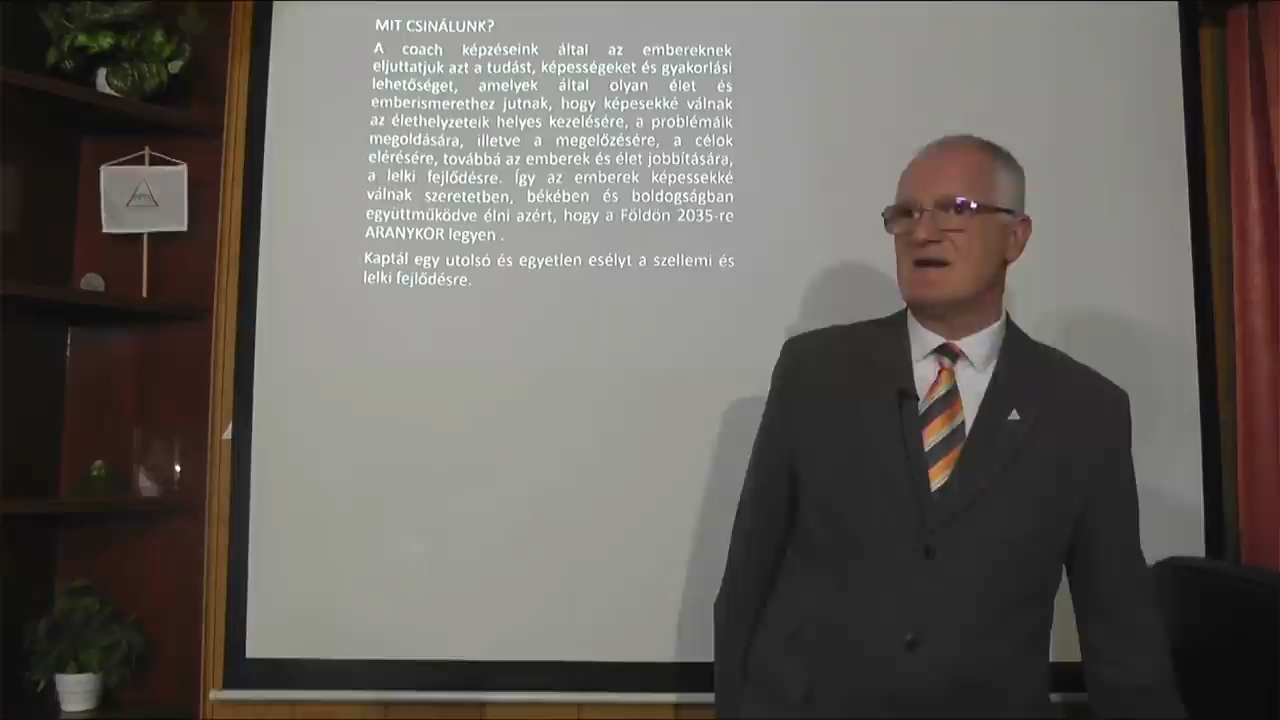 MIT CSINÁLUNK?
A coach képzéseink által az embereknek
eljuttatjuk azt a tudást, képességeket és gyakorlási
lehetőséget, amelyek által olyan élet és
emberismerethez jutnak, hogy képesekké válnak
az élethelyzeteik helyes kezelésére, a problémáik
megoldására, illetve a megelőzésére, a célok
elérésére, továbbá az emberek és élet jobbítására,
a lelki fejlődésre. Így az emberek képessekké
válnak szeretetben, békében és boldogságban
együttműködve élni azért, hogy a Földön 2035-re
ARANYKOR legyen .
Kaptál egy utolsó és egyetlen esélyt a szellemi és
lelki fejlődésre.